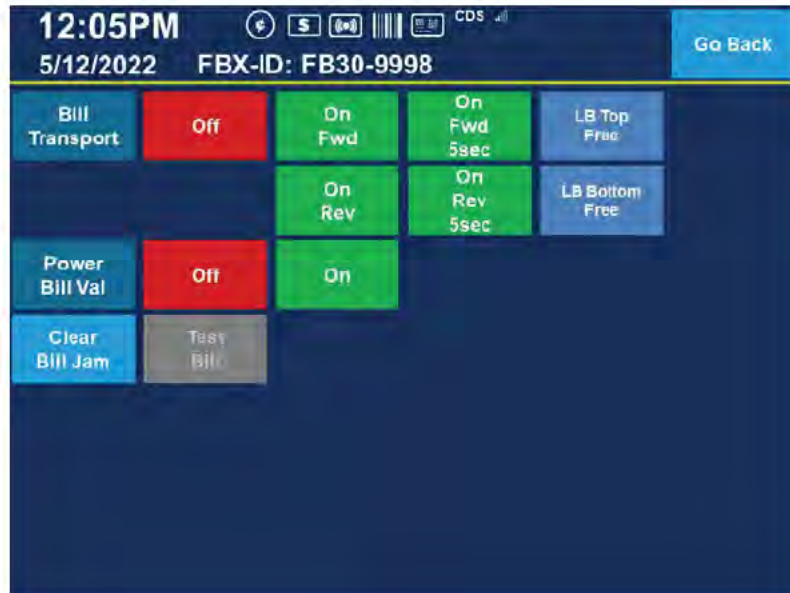 12:05PM
CDS
5/12/2022 FBX-ID: FB30-9998
Go Back
Bill
Transport
Off
On
Fwd
On
Fwd
5sec
LB Top
Free
On
Rev
On
Rev
5sec
LB Bottom
Free
Power
Bill Val
Off
On
Clear
Bill Jam
Test
Bill